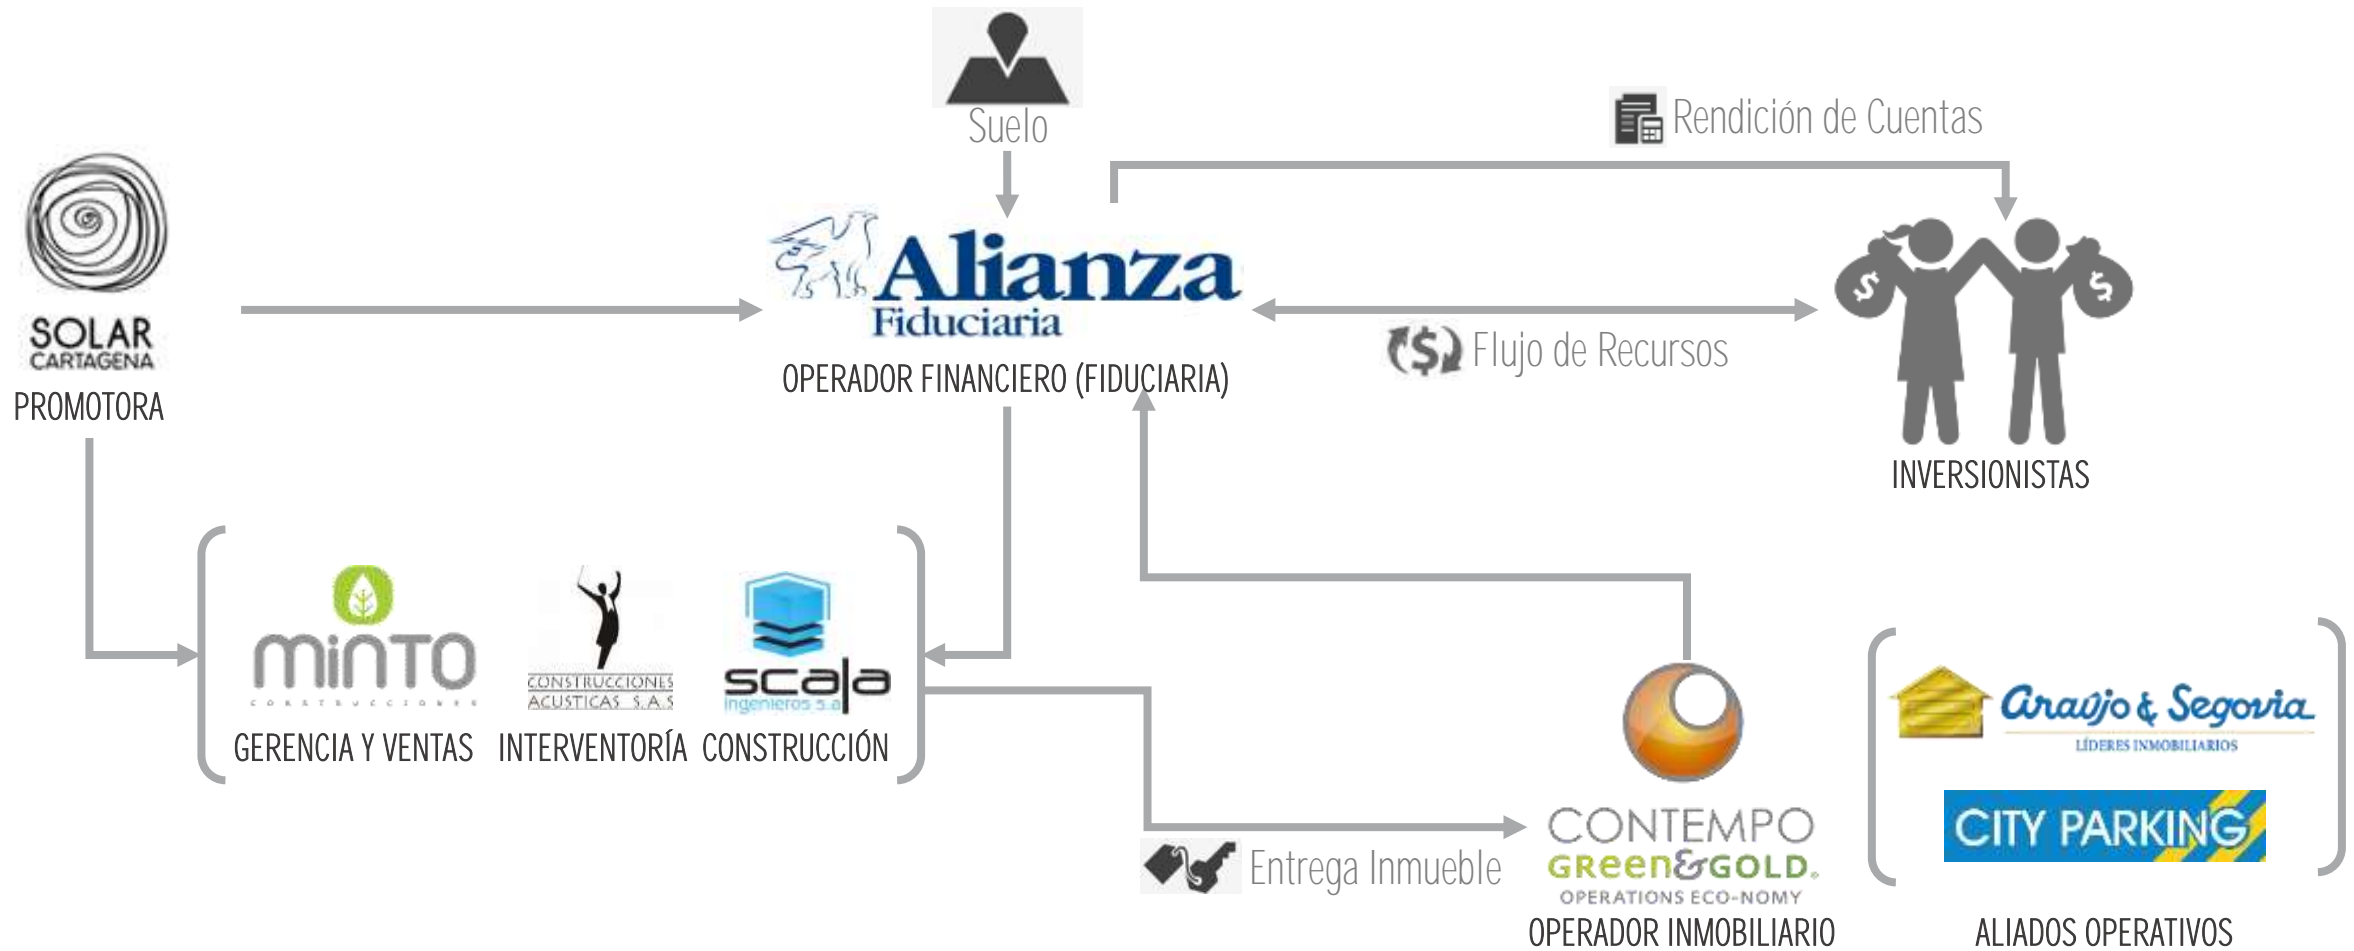 Suelo
Rendición de Cuentas
SOLAR
CARTAGENA
PROMOTORA
Alianza
Fiduciaria
OPERADOR FINANCIERO (FIDUCIARIA)
Flujo de Recursos
$
$
$
INVERSIONISTAS
minto
CONSTRUCCIONES
GERENCIA Y VENTAS
CONSTRUCCIONES
ACUSTICAS S.A.S
INTERVENTORÍA
scala
ingenieros s.a
CONSTRUCCIÓN
Entrega Inmueble
CONTEMPO
GReen&GOLD®
OPERATIONS ECO-NOMY
OPERADOR INMOBILIARIO
Araújo & Segovia
LÍDERES INMOBILIARIOS
CITY PARKING
ALIADOS OPERATIVOS